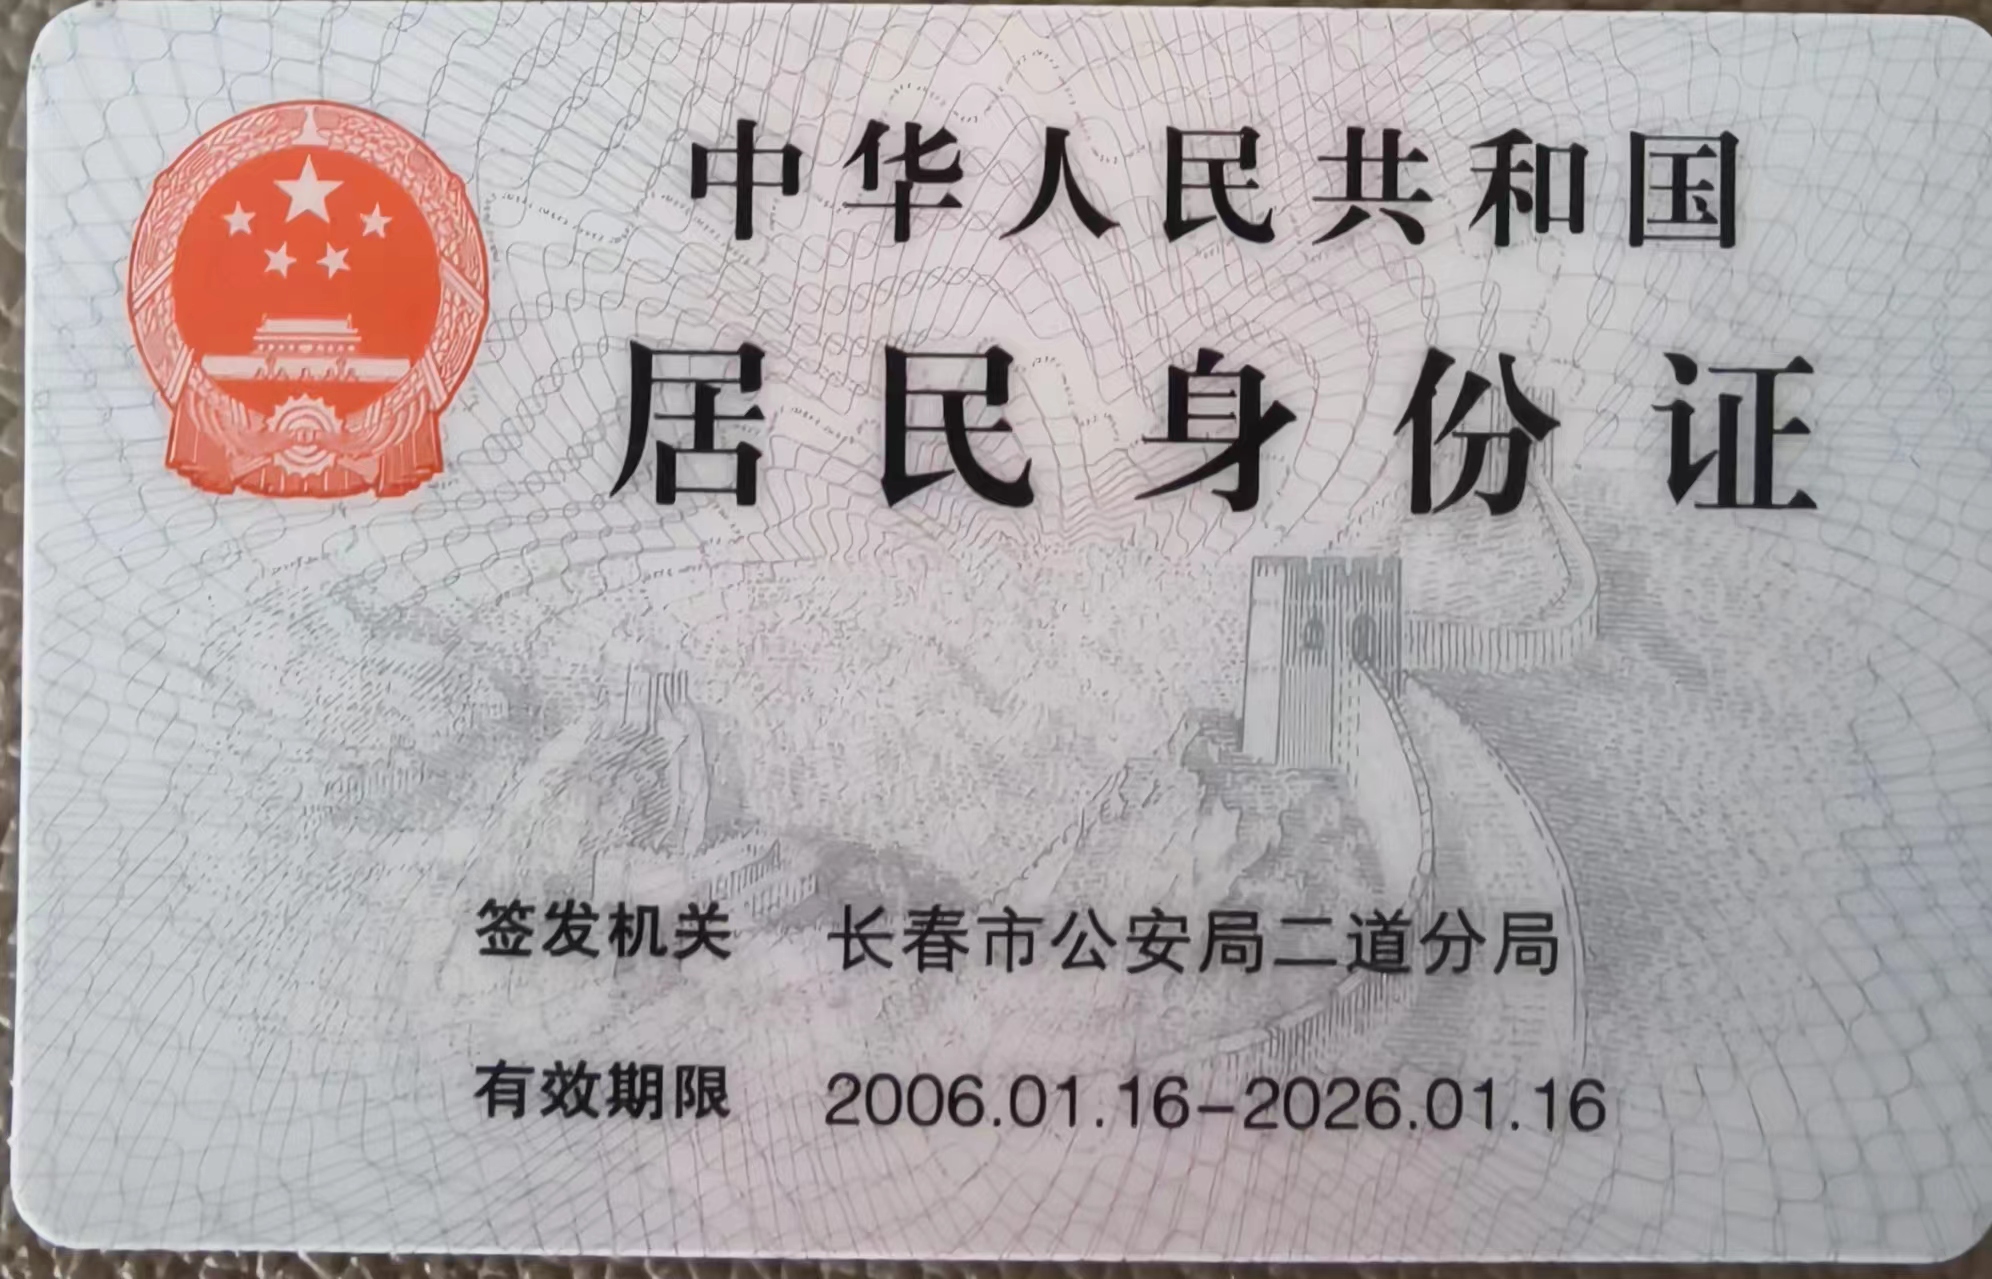 中华人民共和国
居民身份证
签发机关 长春市公安局二道分局
有效期限 2006.01.16-2026.01.16